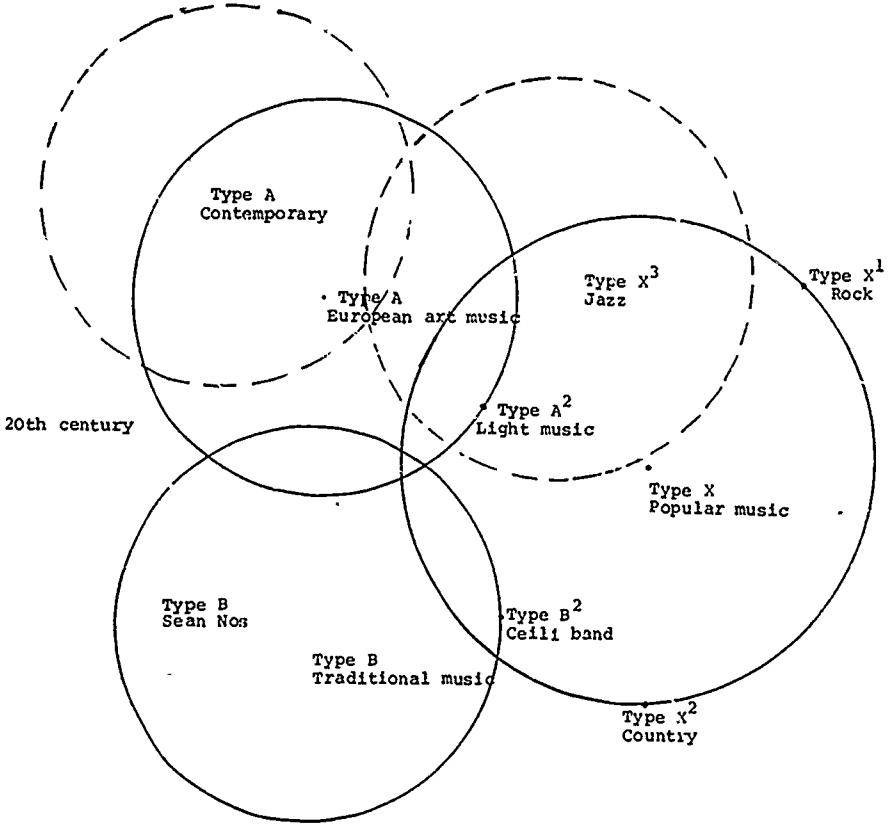 Type A
Contemporary
Type X³
Jazz
Type X¹
Rock
Type A
European art music
Type A²
Light music
20th century
Type X
Popular music
Type B
Sean Nos
Type B²
Ceili band
Type B
Traditional music
Type X²
Country